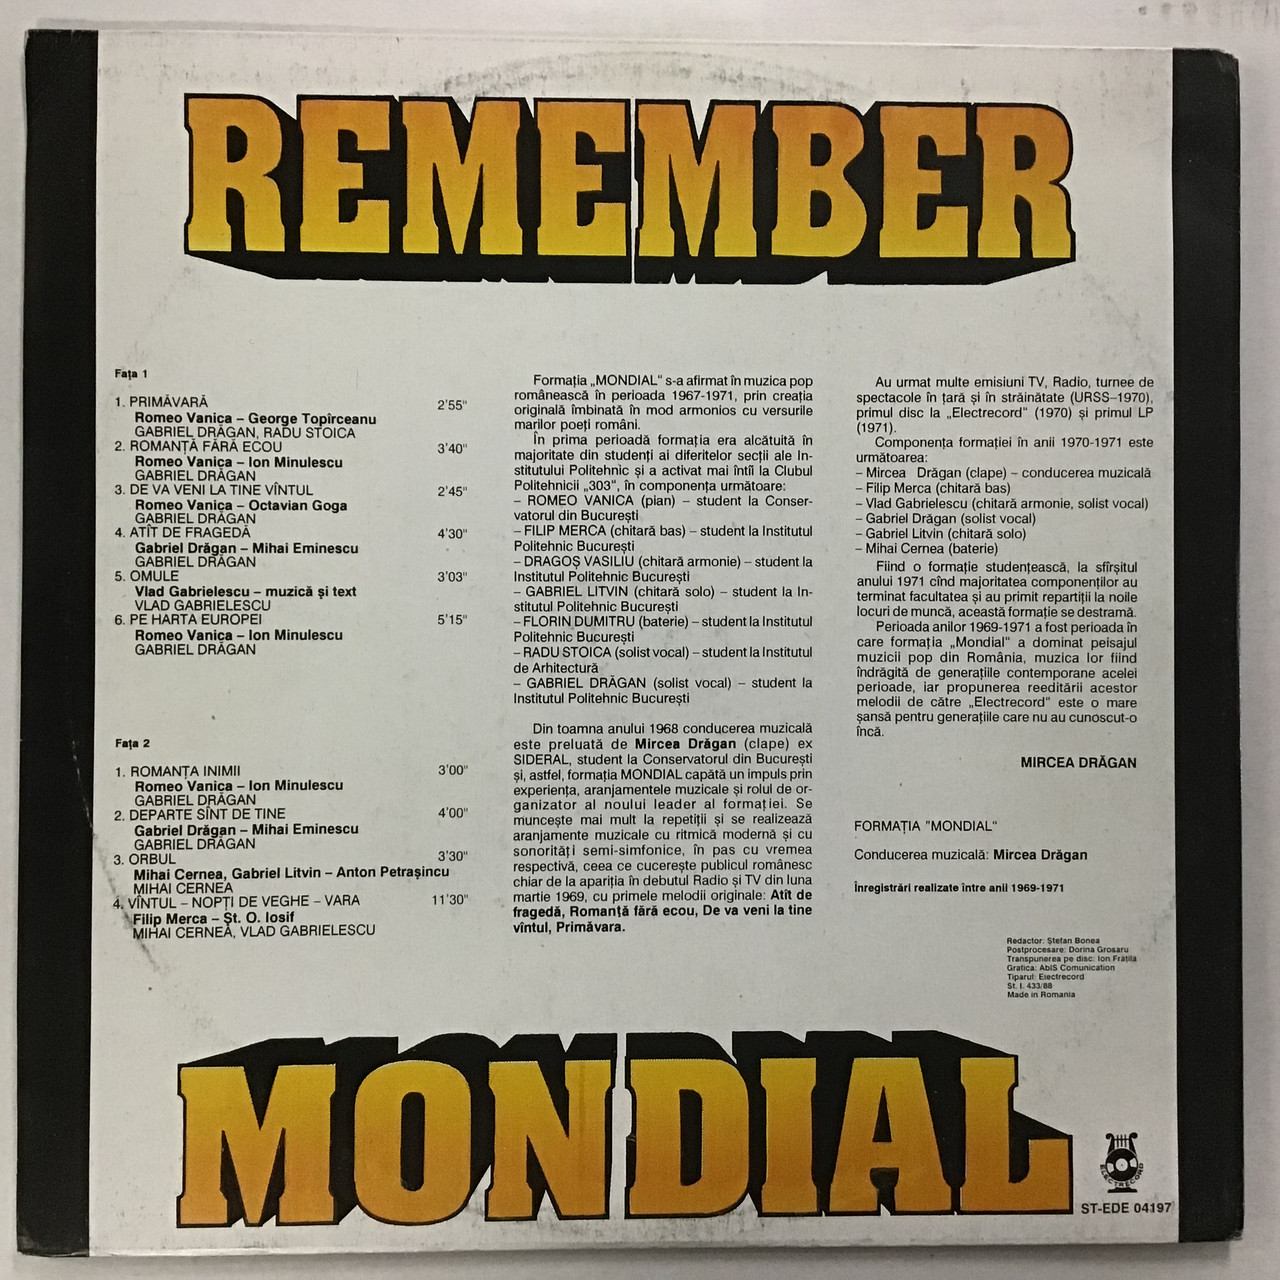 REMEMBER
Fața 1
1. PRIMĂVARĂ 2'55"
Romeo Vanica – George Topîrceanu
GABRIEL DRĂGAN, RADU STOICA
2. ROMANȚĂ FĂRĂ ECOU 3'40"
Romeo Vanica – Ion Minulescu
GABRIEL DRĂGAN
3. DE VA VENI LA TINE VÎNTUL 2'45"
Romeo Vanica – Octavian Goga
GABRIEL DRĂGAN
4. ATÎT DE FRAGEDĂ 4'30"
Gabriel Drăgan – Mihai Eminescu
GABRIEL DRĂGAN
5. OMULE 3'03"
Vlad Gabrielescu – muzică și text
VLAD GABRIELESCU
6. PE HARTA EUROPEI 5'15"
Romeo Vanica – Ion Minulescu
GABRIEL DRĂGAN
Fața 2
1. ROMANȚA INIMII 3'00"
Romeo Vanica – Ion Minulescu
GABRIEL DRĂGAN
2. DEPARTE SÎNT DE TINE 4'00"
Gabriel Drăgan – Mihai Eminescu
GABRIEL DRĂGAN
3. ORBUL 3'30"
Mihai Cernea, Gabriel Litvin – Anton Petrașincu
MIHAI CERNEA
4. VÎNTUL – NOPȚI DE VEGHE – VARA 11'30"
Filip Merca – Șt. O. Iosif
MIHAI CERNEA, VLAD GABRIELESCU
Formația „MONDIAL" s-a afirmat în muzica pop
românească în perioada 1967-1971, prin creația
originală îmbinată în mod armonios cu versurile
marilor poeți români.
În prima perioadă formația era alcătuită în
majoritate din studenți ai diferitelor secții ale In-
stitutului Politehnic și a activat mai întîi la Clubul
Politehnicii „303", în componența următoare:
– ROMEO VANICA (pian) – student la Conser-
vatorul din București
– FILIP MERCA (chitară bas) – student la Institutul
Politehnic București
– DRAGOȘ VASILIU (chitară armonie) – student la
Institutul Politehnic București
– GABRIEL LITVIN (chitară solo) – student la In-
stitutul Politehnic București
– FLORIN DUMITRU (baterie) – student la Institutul
Politehnic București
– RADU STOICA (solist vocal) – student la Institutul
de Arhitectură
– GABRIEL DRĂGAN (solist vocal) – student la
Institutul Politehnic București
Din toamna anului 1968 conducerea muzicală
este preluată de Mircea Drăgan (clape) ex
SIDERAL, student la Conservatorul din București
și, astfel, formația MONDIAL capătă un impuls prin
experiența, aranjamentele muzicale și rolul de or-
ganizator al noului leader al formației. Se
muncește mai mult la repetiții și se realizează
aranjamente muzicale cu ritmică modernă și cu
sonorități semi-simfonice, în pas cu vremea
respectivă, ceea ce cucerește publicul românesc
chiar de la apariția în debutul Radio și TV din luna
martie 1969, cu primele melodii originale: Atît de
fragedă, Romanță fără ecou, De va veni la tine
vîntul, Primăvara.
Au urmat multe emisiuni TV, Radio, turnee de
spectacole în țară și în străinătate (URSS–1970),
primul disc la „Electrecord" (1970) și primul LP
(1971).
Componența formației în anii 1970-1971 este
următoarea:
– Mircea Drăgan (clape) – conducerea muzicală
– Filip Merca (chitară bas)
– Vlad Gabrielescu (chitară armonie, solist vocal)
– Gabriel Drăgan (solist vocal)
– Gabriel Litvin (chitară solo)
– Mihai Cernea (baterie)
Fiind o formație studențească, la sfîrșitul
anului 1971 cînd majoritatea componenților au
terminat facultatea și au primit repartiții la noile
locuri de muncă, această formație se destramă.
Perioada anilor 1969-1971 a fost perioada în
care formația „Mondial" a dominat peisajul
muzicii pop din România, muzica lor fiind
îndrăgită de generațiile contemporane acelei
perioade, iar propunerea reeditării acestor
melodii de către „Electrecord" este o mare
șansă pentru generațiile care nu au cunoscut-o
încă.
MIRCEA DRĂGAN
FORMAȚIA "MONDIAL"
Conducerea muzicală: Mircea Drăgan
Înregistrări realizate între anii 1969-1971
Redactor: Ștefan Bonea
Postprocesare: Dorina Grosaru
Transpunerea pe disc: Ion Frățila
Grafica: AbIS Comunication
Tiparul: Electrecord
St. I. 433/88
Made in Romania
MONDIAL
ELECTRECORD
ST-EDE 04197